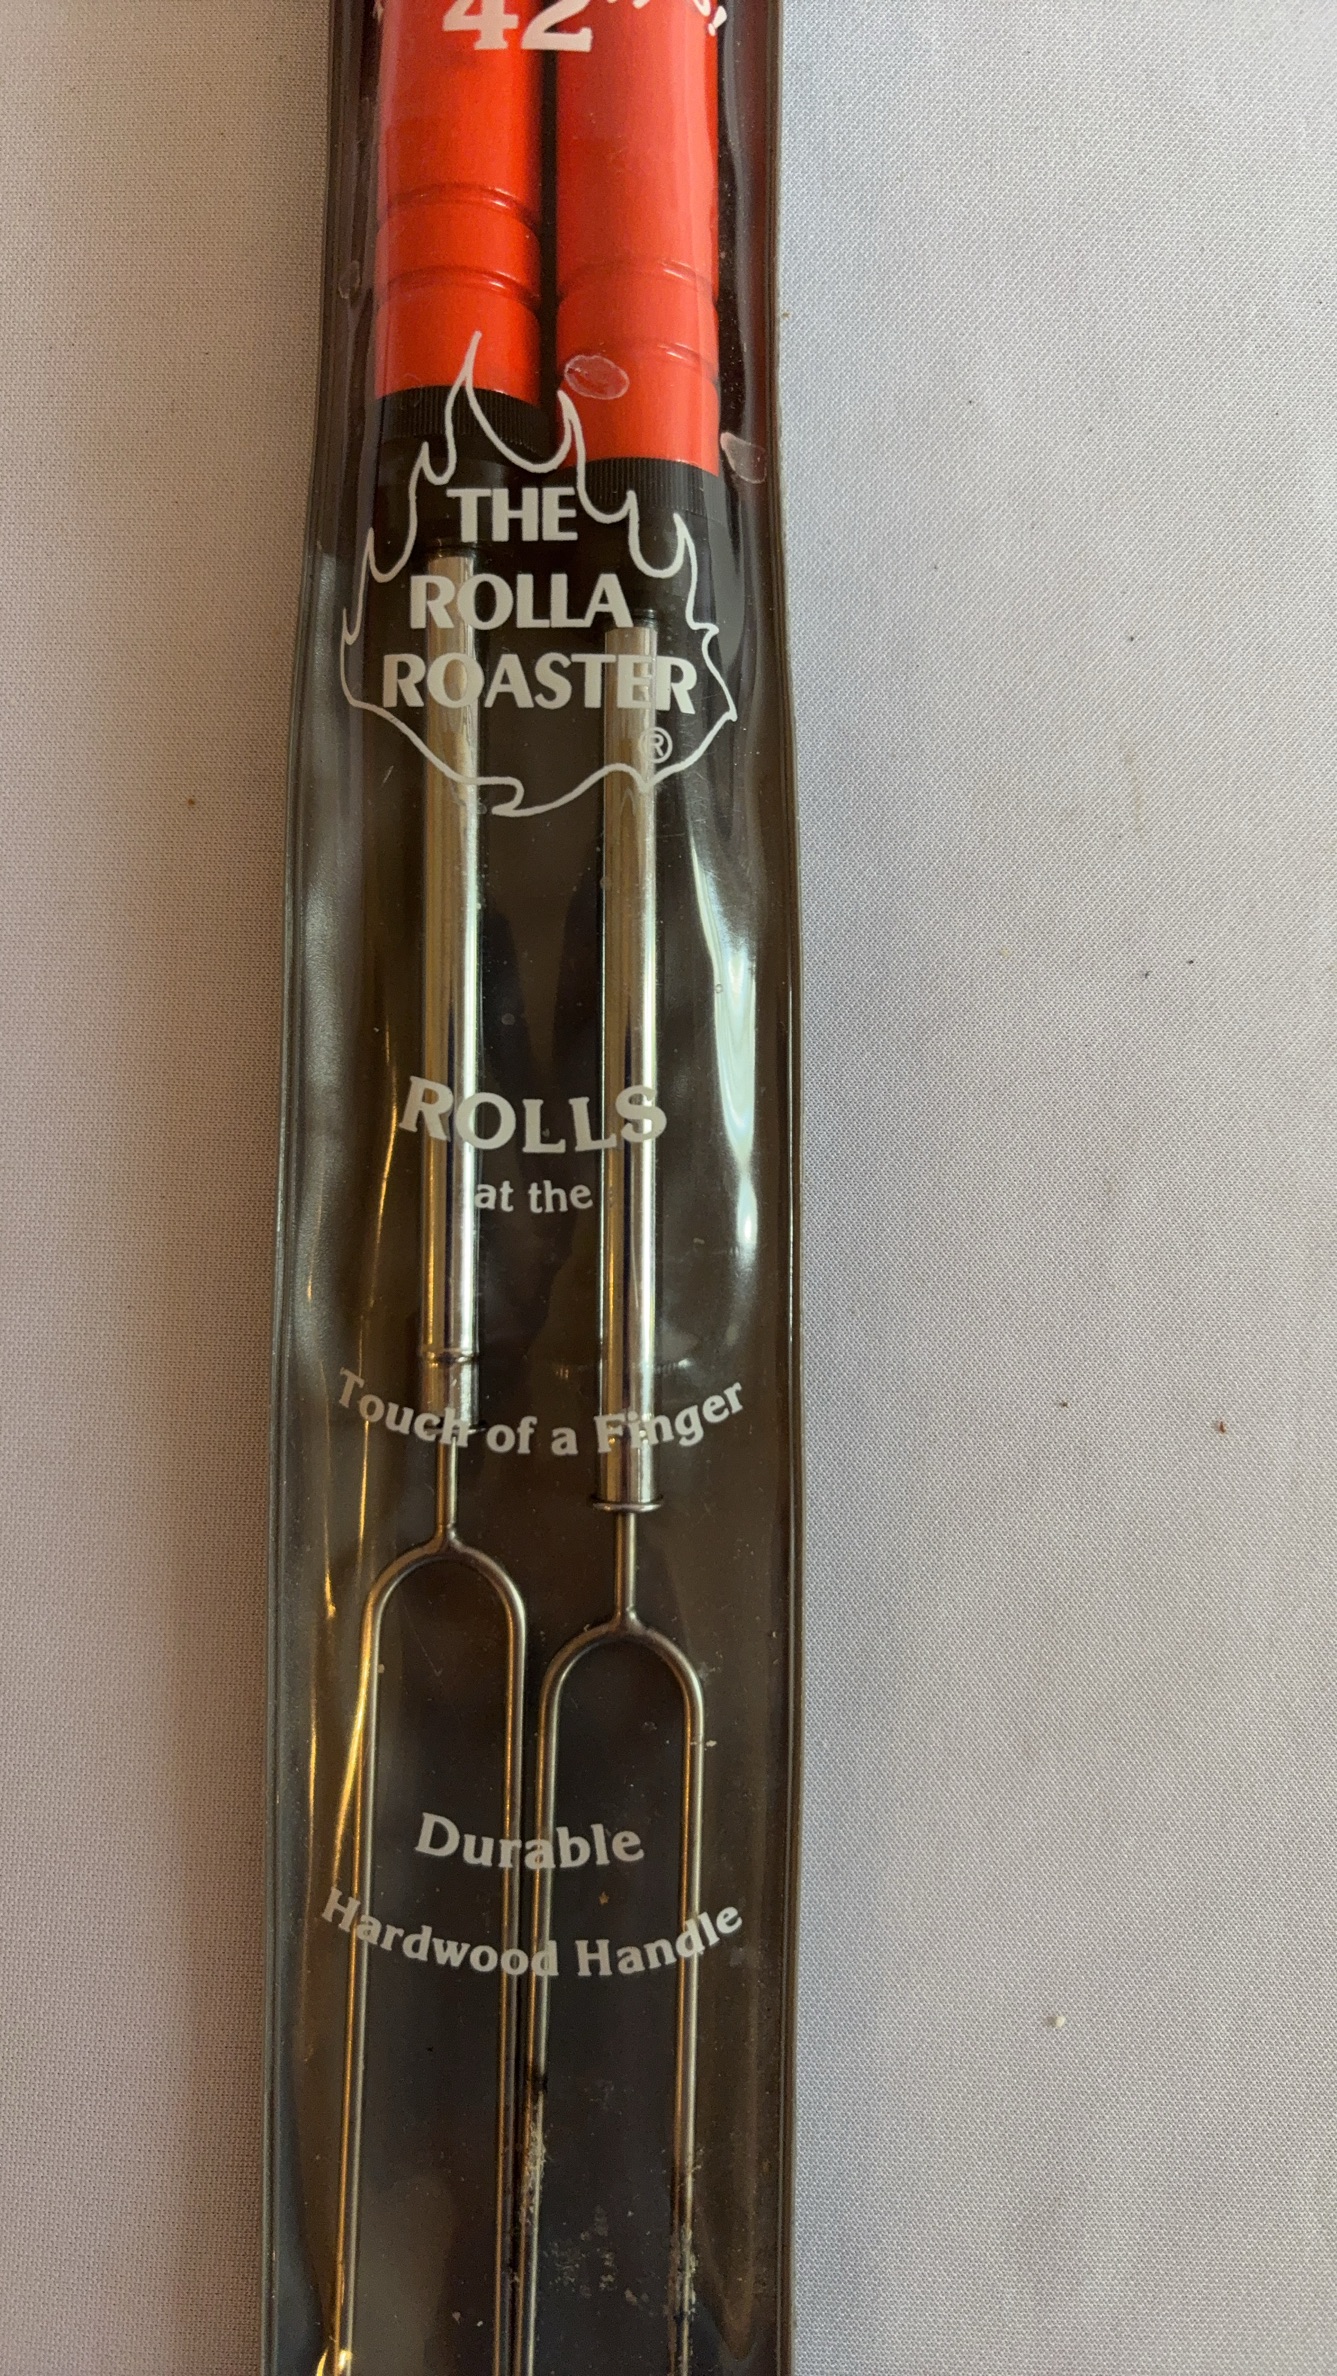 42"
THE
ROLLA
ROASTER
®
ROLLS
at the
Touch of a Finger
Durable
Hardwood Handle